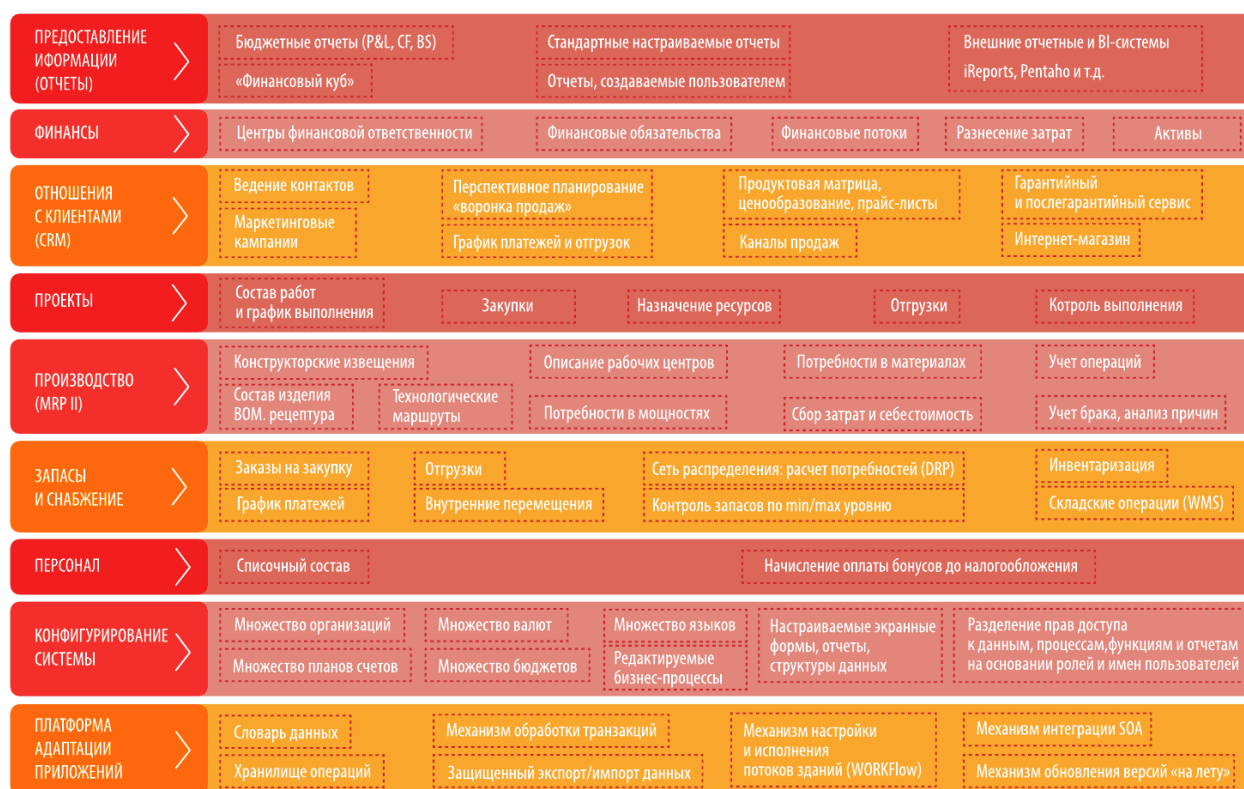 ПРЕДОСТАВЛЕНИЕ
ИФОРМАЦИИ
(ОТЧЕТЫ)
Бюджетные отчеты (P&L, CF, BS)
«Финансовый куб»
Стандартные настраиваемые отчеты
Отчеты, создаваемые пользователем
Внешние отчетные и BI-системы
iReports, Pentaho и т.д.
ФИНАНСЫ
Центры финансовой ответственности
Финансовые обязательства
Финансовые потоки
Разнесение затрат
Активы
ОТНОШЕНИЯ
С КЛИЕНТАМИ
(CRM)
Ведение контактов
Маркетинговые
кампании
Перспективное планирование
«воронка продаж»
График платежей и отгрузок
Продуктовая матрица,
ценообразование, прайс-листы
Каналы продаж
Гарантийный
и послегарантийный сервис
Интернет-магазин
ПРОЕКТЫ
Состав работ
и график выполнения
Закупки
Назначение ресурсов
Отгрузки
Котроль выполнения
ПРОИЗВОДСТВО
(MRP II)
Конструкторские извещения
Состав изделия
BOM. рецептура
Технологические
маршруты
Описание рабочих центров
Потребности в мощностях
Потребности в материалах
Сбор затрат и себестоимость
Учет операций
Учет брака, анализ причин
ЗАПАСЫ
И СНАБЖЕНИЕ
Заказы на закупку
График платежей
Отгрузки
Внутренние перемещения
Сеть распределения: расчет потребностей (DRP)
Контроль запасов по min/max уровню
Инвентаризация
Складские операции (WMS)
ПЕРСОНАЛ
Списочный состав
Начисление оплаты бонусов до налогообложения
КОНФИГУРИРОВАНИЕ
СИСТЕМЫ
Множество организаций
Множество планов счетов
Множество валют
Множество бюджетов
Множество языков
Редактируемые
бизнес-процессы
Настраиваемые экранные
формы, отчеты,
структуры данных
Разделение прав доступа
к данным, процессам,функциям и отчетам
на основании ролей и имен пользователей
ПЛАТФОРМА
АДАПТАЦИИ
ПРИЛОЖЕНИЙ
Словарь данных
Хранилище операций
Механизм обработки транзакций
Защищенный экспорт/импорт данных
Механизм настройки
и исполнения
потоков зданий (WORKFlow)
Механизм интеграции SOA
Механизм обновления версий «на лету»